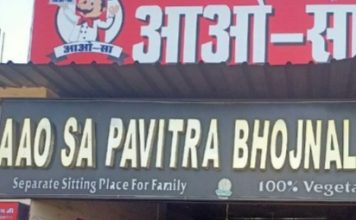 आओ-सा
आओ-सा
AAO SA PAVITRA BHOJNAL
Separate Sitting Place For Family 100% Vegeta